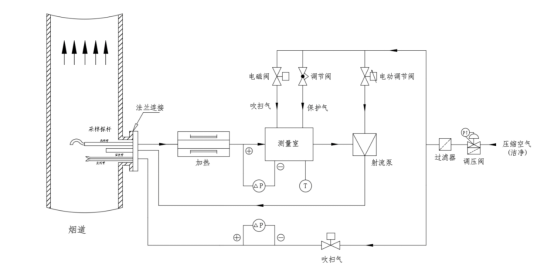 电磁阀
调节阀
电动调节阀
法兰连接
吹扫气
保护气
采样探杆
PI
加热
测量室
射流泵
过滤器
调压阀
压缩空气
(洁净)
△P
T
烟道
△P
吹扫气